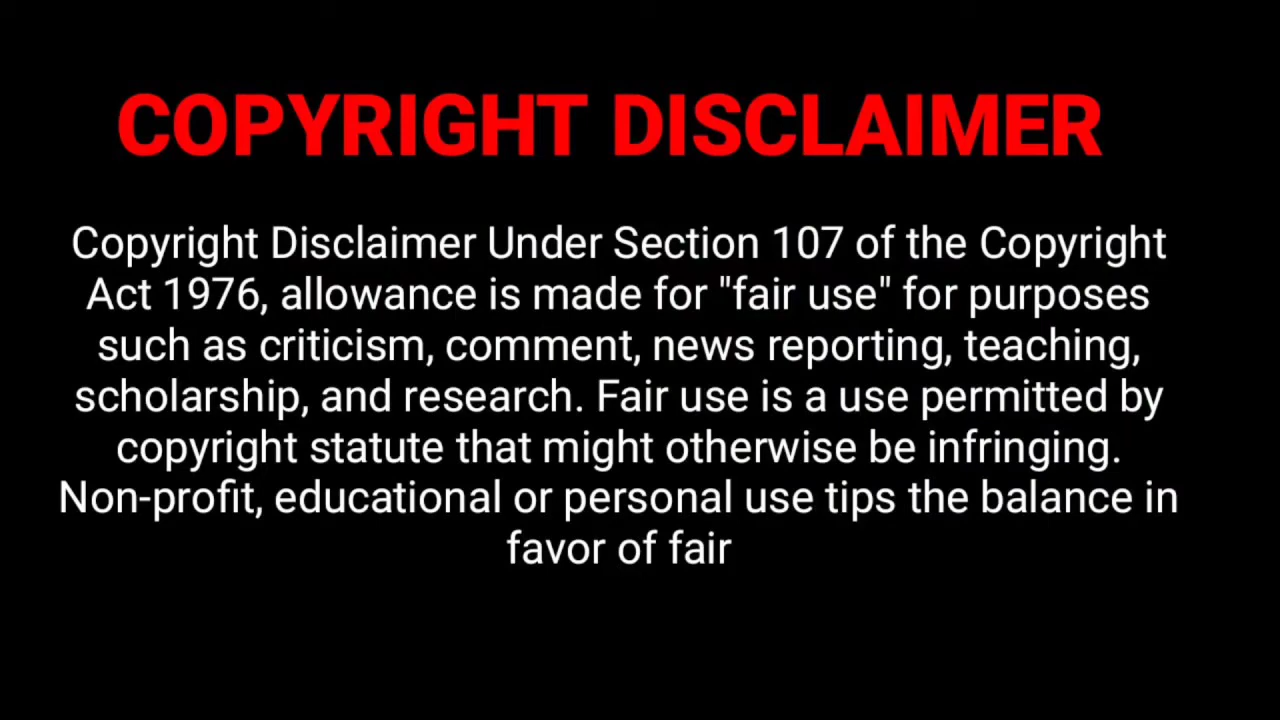 COPYRIGHT DISCLAIMER
Copyright Disclaimer Under Section 107 of the Copyright
Act 1976, allowance is made for "fair use" for purposes
such as criticism, comment, news reporting, teaching,
scholarship, and research. Fair use is a use permitted by
copyright statute that might otherwise be infringing.
Non-profit, educational or personal use tips the balance in
favor of fair